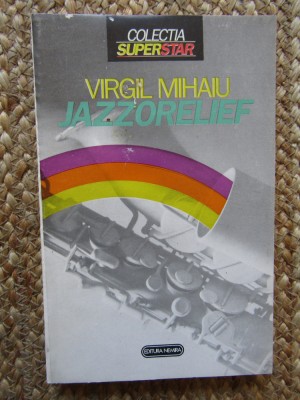 COLECȚIA
SUPERSTAR
VIRGIL MIHAIU
JAZZORELIEF
EDITURA NEMIRA